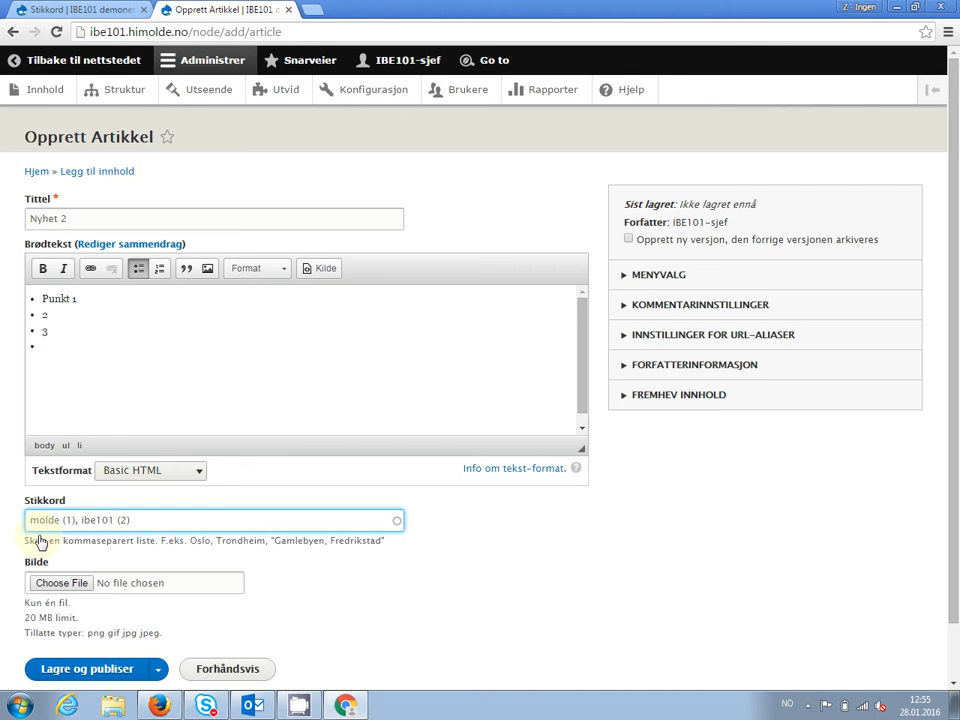 Stikkord | IBE101 demonet
Opprett Artikkel | IBE101 d
Z - Ingen
ibe101.himolde.no/node/add/article
Tilbake til nettstedet
Administrer
Snarveier
IBE101-sjef
Go to
Innhold
Struktur
Utseende
Utvid
Konfigurasjon
Brukere
Rapporter
Hjelp
Opprett Artikkel
Hjem » Legg til innhold
Tittel *
Nyhet 2
Brødtekst (Rediger sammendrag)
B I
Format
Kilde
• Punkt 1
• 2
• 3
•
body ul li
Tekstformat Basic HTML
Info om tekst-format. ?
Stikkord
molde (1), ibe101 (2)
en kommaseparert liste. F.eks. Oslo, Trondheim, "Gamlebyen, Fredrikstad"
Bilde
Choose File No file chosen
Kun én fil.
20 MB limit.
Tillatte typer: png gif jpg jpeg.
Lagre og publiser
Forhåndsvis
Sist lagret: Ikke lagret ennå
Forfatter: IBE101-sjef
Opprett ny versjon, den forrige versjonen arkiveres
MENYVALG
KOMMENTARINNSTILLINGER
INNSTILLINGER FOR URL-ALIASER
FORFATTERINFORMASJON
FREMHEV INNHOLD
NO
12:55
28.01.2016